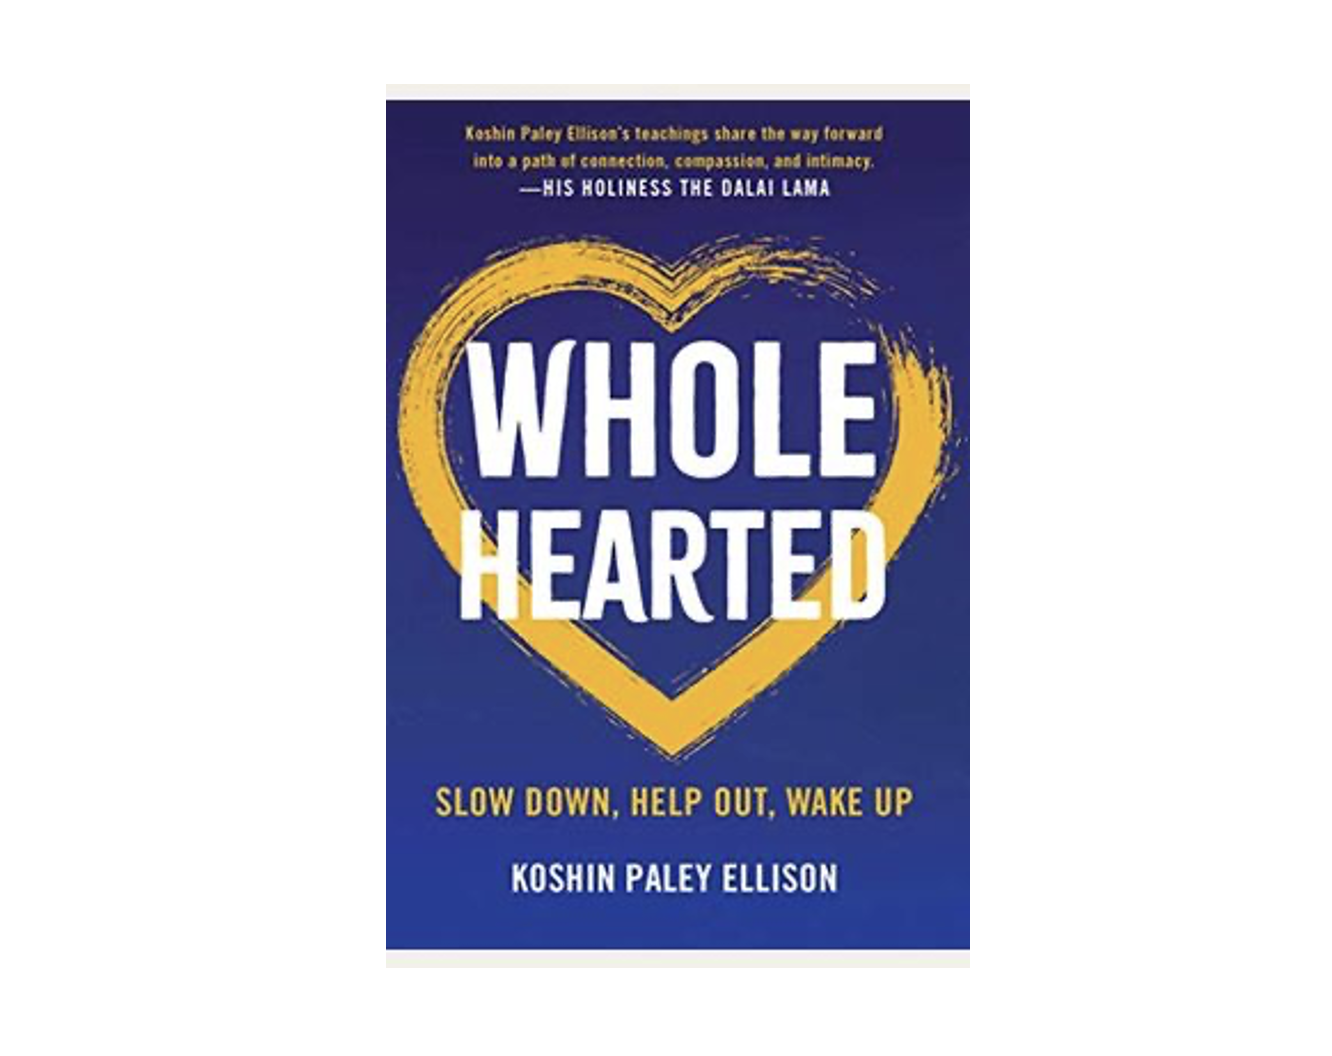 Koshin Paley Ellison's teachings share the way forward
into a path of connection, compassion, and intimacy.
—HIS HOLINESS THE DALAI LAMA
WHOLE
HEARTED
SLOW DOWN, HELP OUT, WAKE UP
KOSHIN PALEY ELLISON